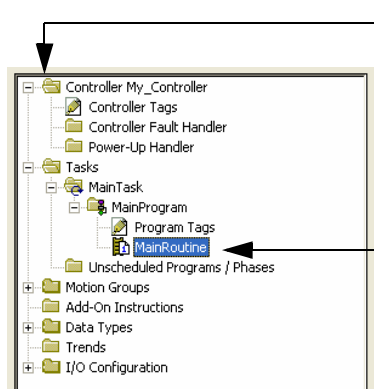 Controller My_Controller
Controller Tags
Controller Fault Handler
Power-Up Handler
Tasks
MainTask
MainProgram
Program Tags
MainRoutine
Unscheduled Programs / Phases
Motion Groups
Add-On Instructions
Data Types
Trends
I/O Configuration